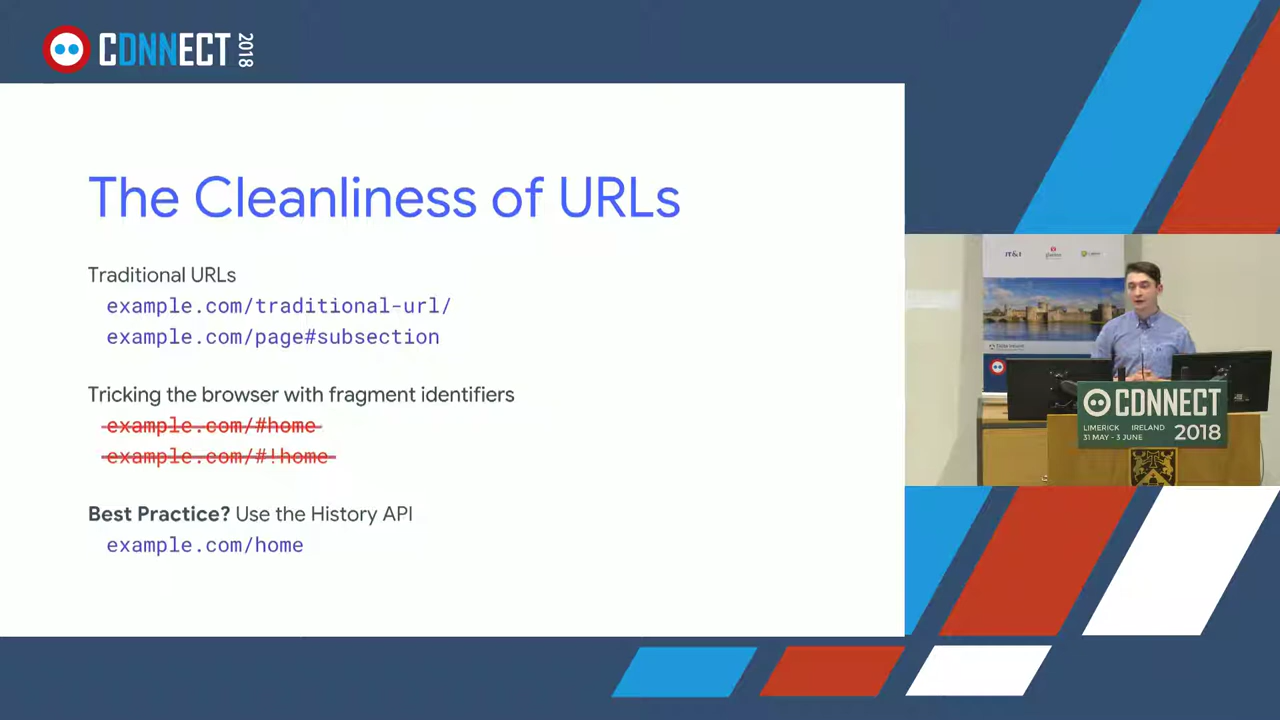 CDNNECT 2018
The Cleanliness of URLs
Traditional URLs
example.com/traditional-url/
example.com/page#subsection
Tricking the browser with fragment identifiers
example.com/#home
example.com/#!home
Best Practice? Use the History API
example.com/home
CDNNECT
LIMERICK IRELAND
31 MAY - 3 JUNE
2018